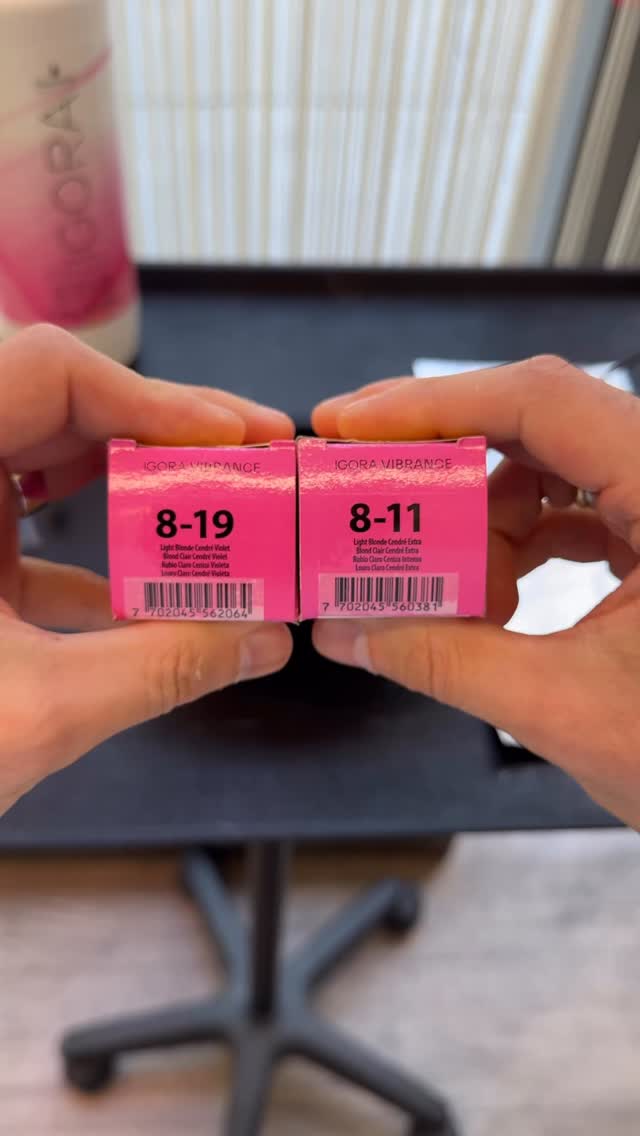 IGORA
IGORA VIBRANCE
8-19
Light Blonde Cendré Violet
Blond Clair Cendré Violet
Rubio Claro Ceniza Violeta
Louro Claro Cendré Violeta
7 702045 562064
IGORA VIBRANCE
8-11
Light Blonde Cendré Extra
Blond Clair Cendré Extra
Rubio Claro Ceniza Intenso
Louro Claro Cendré Extra
7 702045 560381